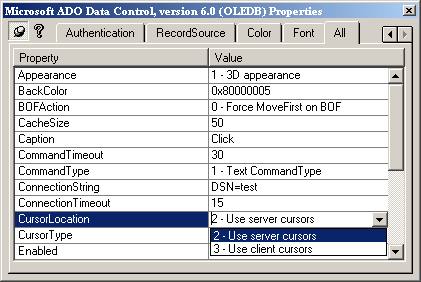 Microsoft ADO Data Control, version 6.0 (OLEDB) Properties
Authentication RecordSource Color Font All
Property Value
Appearance 1 - 3D appearance
BackColor 0x80000005
BOFAction 0 - Force MoveFirst on BOF
CacheSize 50
Caption Click
CommandTimeout 30
CommandType 1 - Text CommandType
ConnectionString DSN=test
ConnectionTimeout 15
CursorLocation 2 - Use server cursors
CursorType 2 - Use server cursors
Enabled 3 - Use client cursors